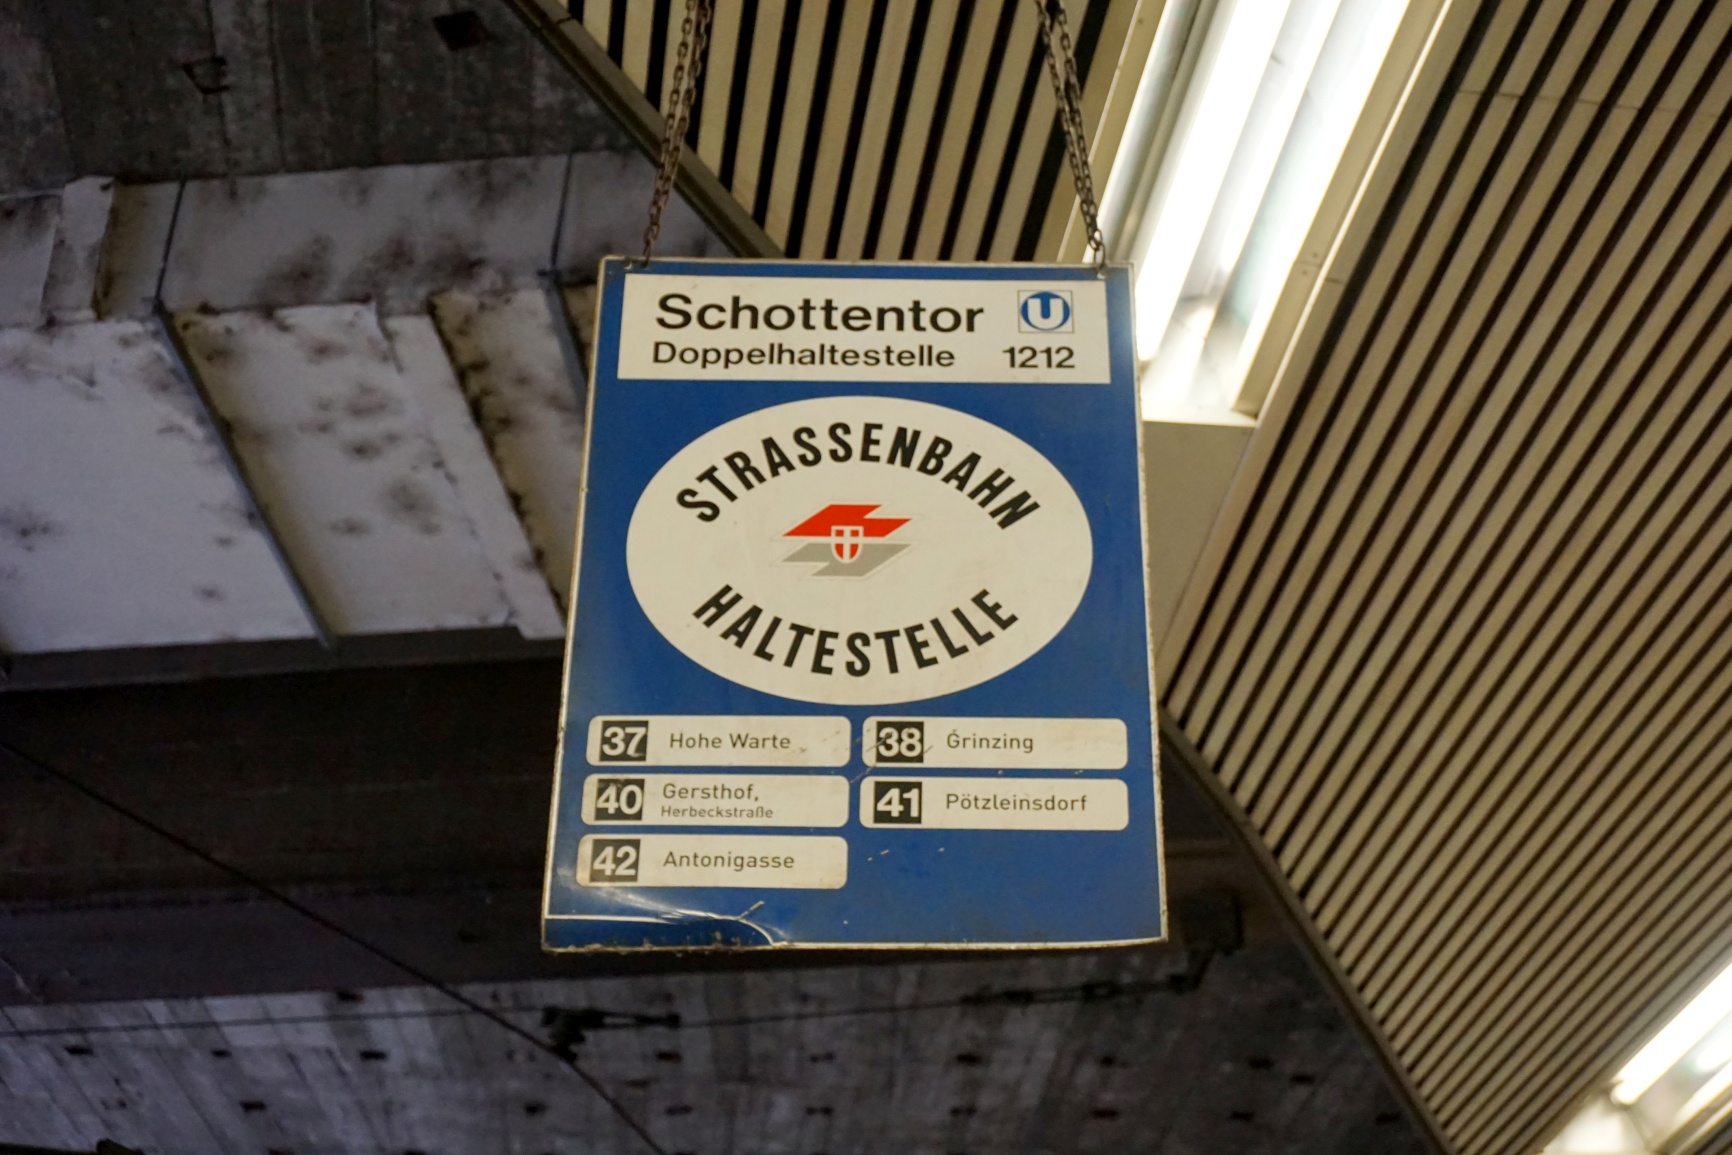 Schottentor U
Doppelhaltestelle 1212
STRASSENBAHN
HALTESTELLE
37 Hohe Warte
38 Grinzing
40 Gersthof,
Herbeckstraße
41 Pötzleinsdorf
42 Antonigasse